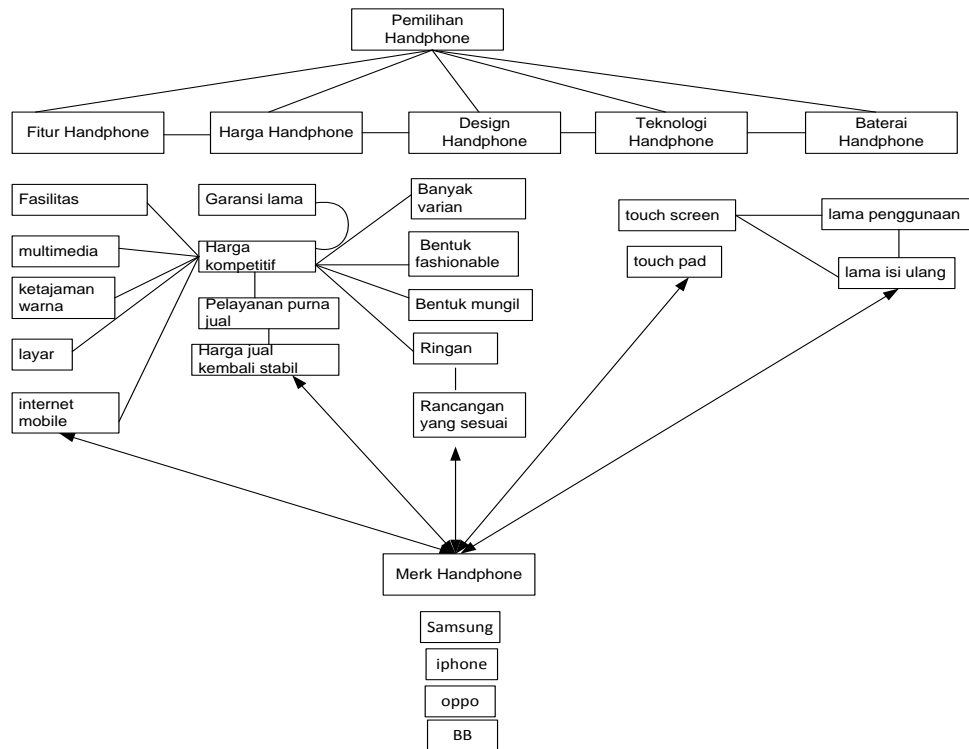 Pemilihan
Handphone
Fitur Handphone
Harga Handphone
Design
Handphone
Teknologi
Handphone
Baterai
Handphone
Fasilitas
multimedia
ketajaman
warna
layar
internet
mobile
Garansi lama
Harga
kompetitif
Pelayanan purna
jual
Harga jual
kembali stabil
Banyak
varian
Bentuk
fashionable
Bentuk mungil
Ringan
Rancangan
yang sesuai
touch screen
touch pad
lama penggunaan
lama isi ulang
Merk Handphone
Samsung
iphone
oppo
BB